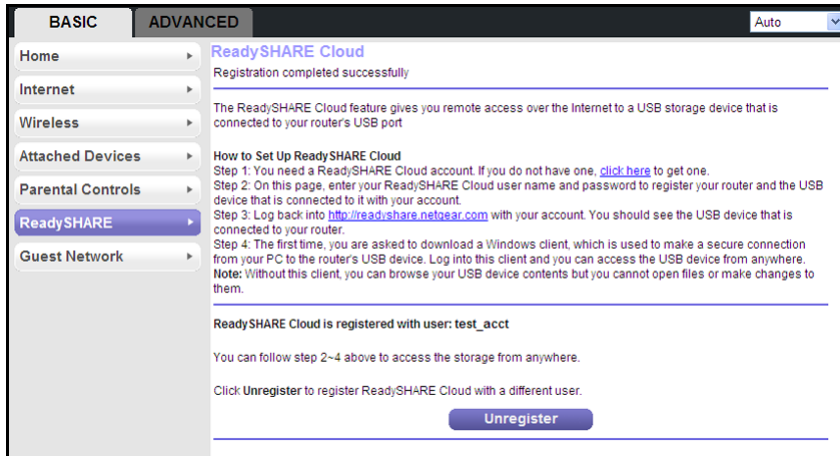 BASIC
ADVANCED
Auto
Home
Internet
Wireless
Attached Devices
Parental Controls
ReadySHARE
Guest Network
ReadySHARE Cloud
Registration completed successfully
The ReadySHARE Cloud feature gives you remote access over the Internet to a USB storage device that is
connected to your router's USB port
How to Set Up ReadySHARE Cloud
Step 1: You need a ReadySHARE Cloud account. If you do not have one, click here to get one.
Step 2: On this page, enter your ReadySHARE Cloud user name and password to register your router and the USB
device that is connected to it with your account.
Step 3: Log back into http://readyshare.netgear.com with your account. You should see the USB device that is
connected to your router.
Step 4: The first time, you are asked to download a Windows client, which is used to make a secure connection
from your PC to the router's USB device. Log into this client and you can access the USB device from anywhere.
Note: Without this client, you can browse your USB device contents but you cannot open files or make changes to
them.
ReadySHARE Cloud is registered with user: test_acct
You can follow step 2~4 above to access the storage from anywhere.
Click Unregister to register ReadySHARE Cloud with a different user.
Unregister